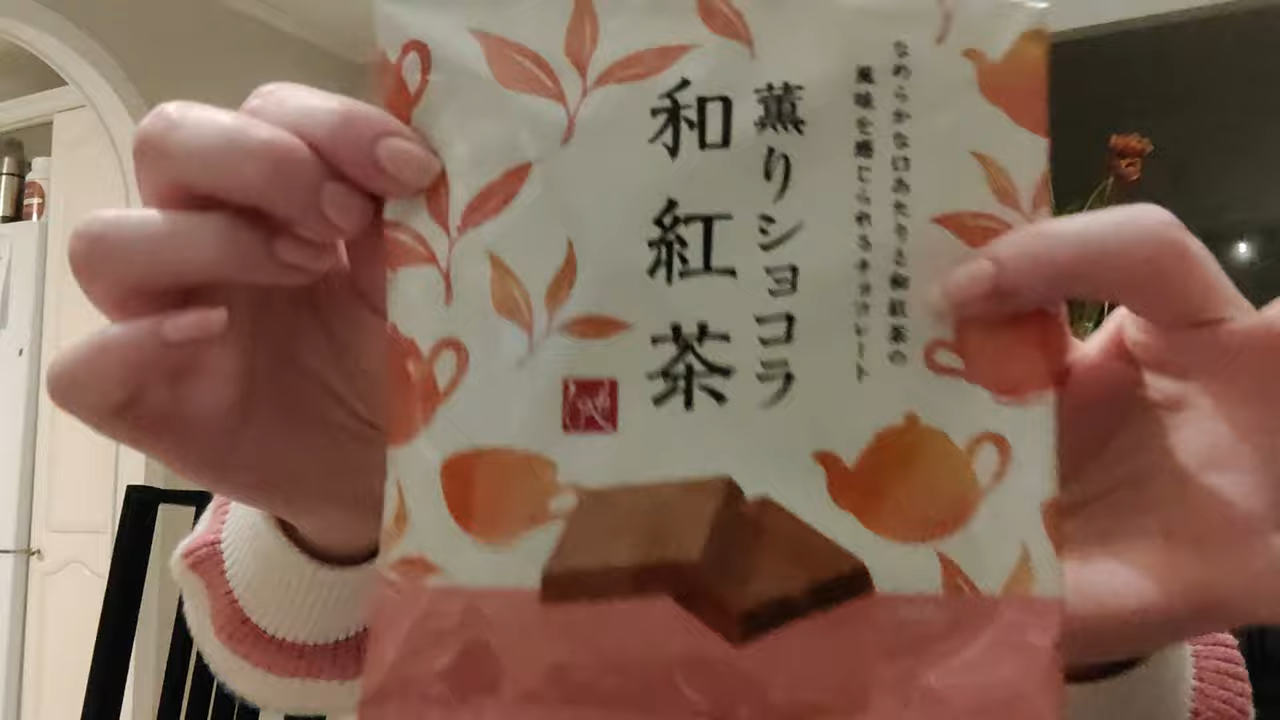 なめらかな口あたりと和紅茶の
風味を感じられるチョコレート
薫りショコラ
和紅茶